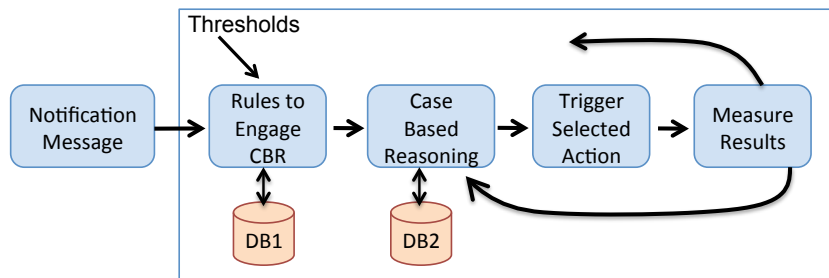 Thresholds
Notification
Message
Rules to
Engage
CBR
Case
Based
Reasoning
Trigger
Selected
Action
Measure
Results
DB1
DB2